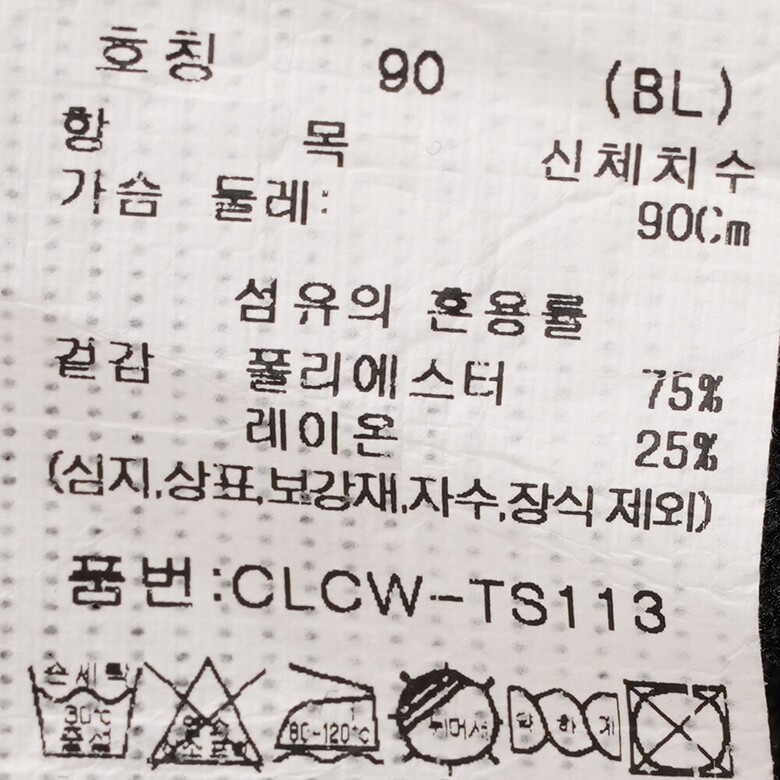 호칭 90 (BL)
항 목 신체치수
가슴 둘레: 90Cm
섬유의 혼용률
겉감 폴리에스터 75%
레이온 25%
(심지,상표,보강재,자수,장식 제외)
품번:CLCW-TS113
손세탁
30℃
중성
80-120℃
뉘어서
약하게